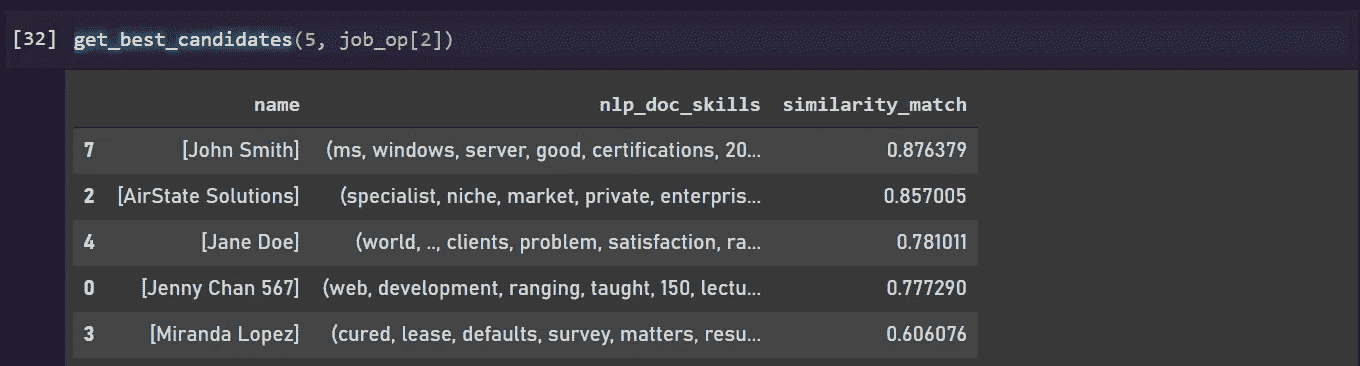 [32] get_best_candidates(5, job_op[2])
name nlp_doc_skills similarity_match
7 [John Smith] (ms, windows, server, good, certifications, 20... 0.876379
2 [AirState Solutions] (specialist, niche, market, private, enterpris... 0.857005
4 [Jane Doe] (world, .., clients, problem, satisfaction, ra... 0.781011
0 [Jenny Chan 567] (web, development, ranging, taught, 150, lectu... 0.777290
3 [Miranda Lopez] (cured, lease, defaults, survey, matters, resu... 0.606076